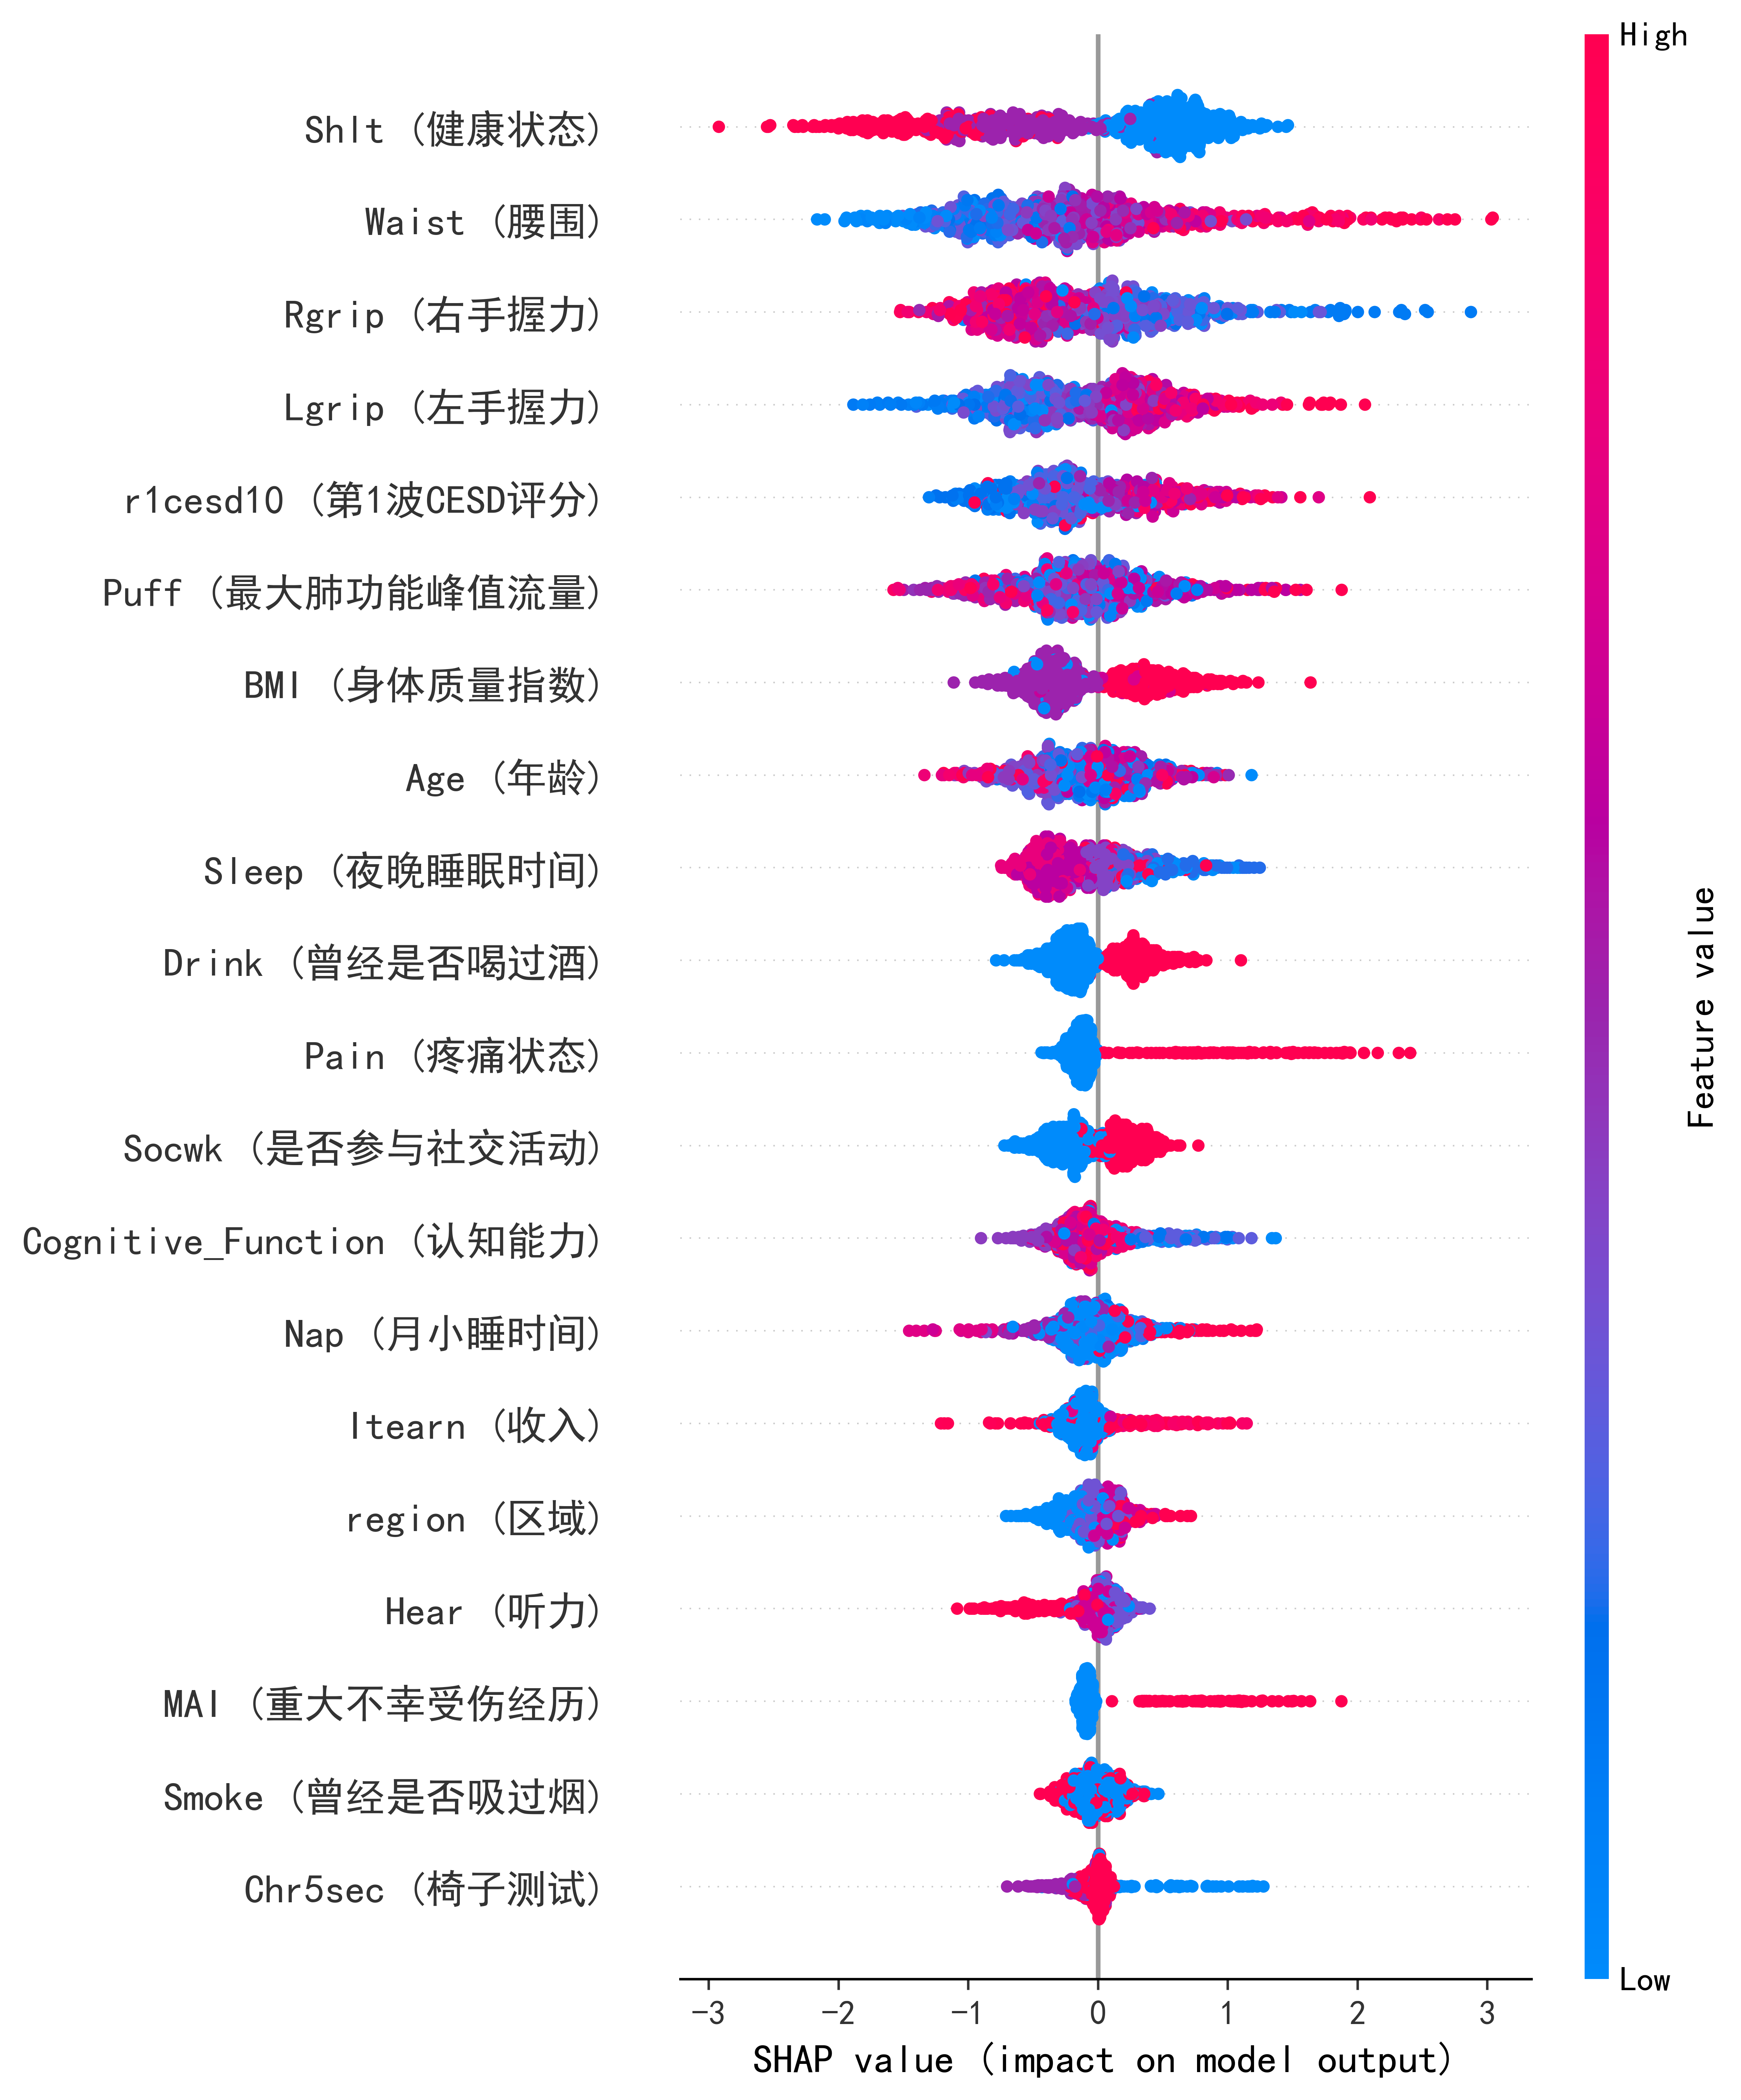 High
Shlt (健康状态)
Waist (腰围)
Rgrip (右手握力)
Lgrip (左手握力)
r1cesd10 (第1波CESD评分)
Puff (最大肺功能峰值流量)
BMI (身体质量指数)
Age (年龄)
Sleep (夜晚睡眠时间)
Drink (曾经是否喝过酒)
Pain (疼痛状态)
Socwk (是否参与社交活动)
Cognitive_Function (认知能力)
Nap (月小睡时间)
Itearn (收入)
region (区域)
Hear (听力)
MAI (重大不幸受伤经历)
Smoke (曾经是否吸过烟)
Chr5sec (椅子测试)
Feature value
Low
−3 −2 −1 0 1 2 3
SHAP value (impact on model output)